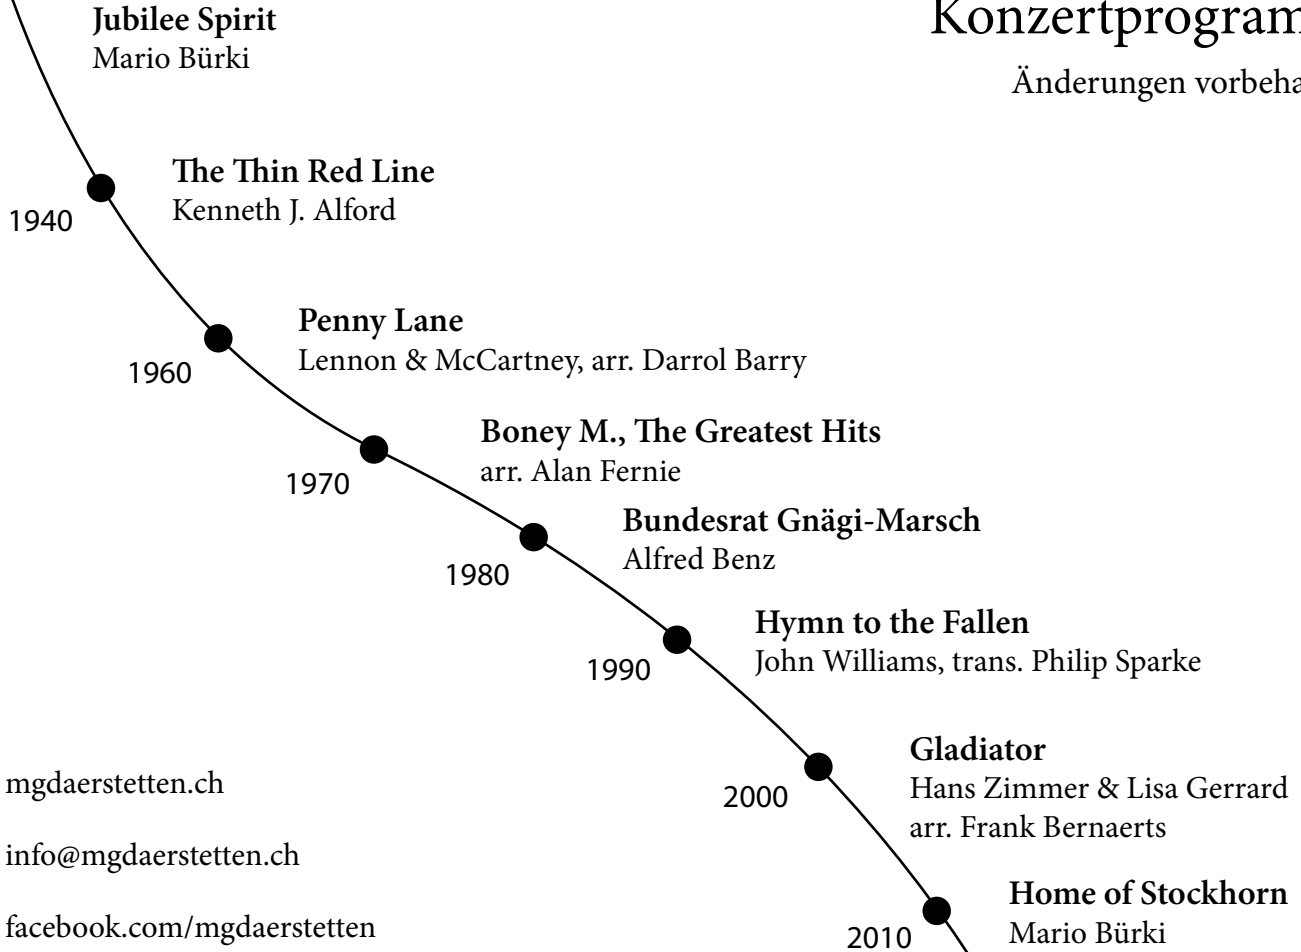 Jubilee Spirit
Mario Bürki
Konzertprogram
Änderungen vorbeha
The Thin Red Line
Kenneth J. Alford
1940
Penny Lane
Lennon & McCartney, arr. Darrol Barry
1960
Boney M., The Greatest Hits
arr. Alan Fernie
1970
Bundesrat Gnägi-Marsch
Alfred Benz
1980
Hymn to the Fallen
John Williams, trans. Philip Sparke
1990
Gladiator
Hans Zimmer & Lisa Gerrard
arr. Frank Bernaerts
2000
Home of Stockhorn
Mario Bürki
2010
mgdaerstetten.ch
info@mgdaerstetten.ch
facebook.com/mgdaerstetten